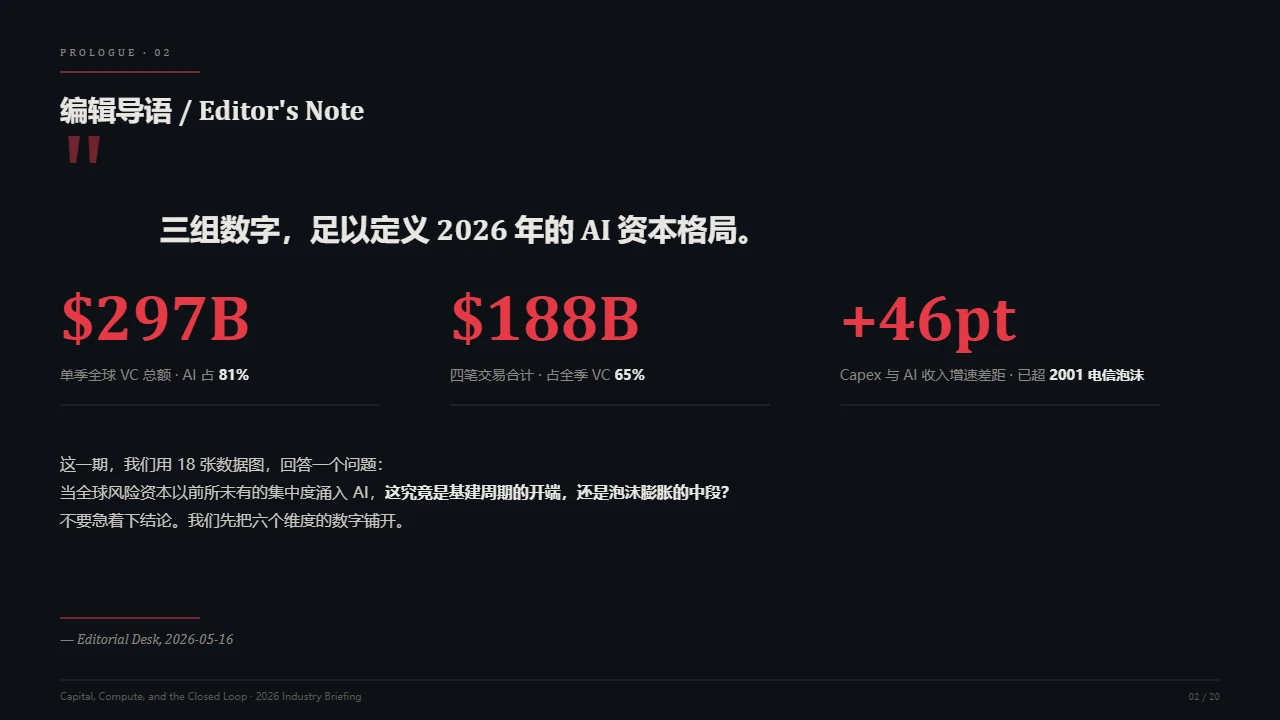 PROLOGUE · 02
编辑导语 / Editor's Note
"
三组数字，足以定义 2026 年的 AI 资本格局。
$297B
单季全球 VC 总额 · AI 占 81%
$188B
四笔交易合计 · 占全季 VC 65%
+46pt
Capex 与 AI 收入增速差距 · 已超 2001 电信泡沫
这一期，我们用 18 张数据图，回答一个问题：
当全球风险资本以前所未有的集中度涌入 AI，这究竟是基建周期的开端，还是泡沫膨胀的中段？
不要急着下结论。我们先把六个维度的数字铺开。
— Editorial Desk, 2026-05-16
Capital, Compute, and the Closed Loop · 2026 Industry Briefing
02 / 20